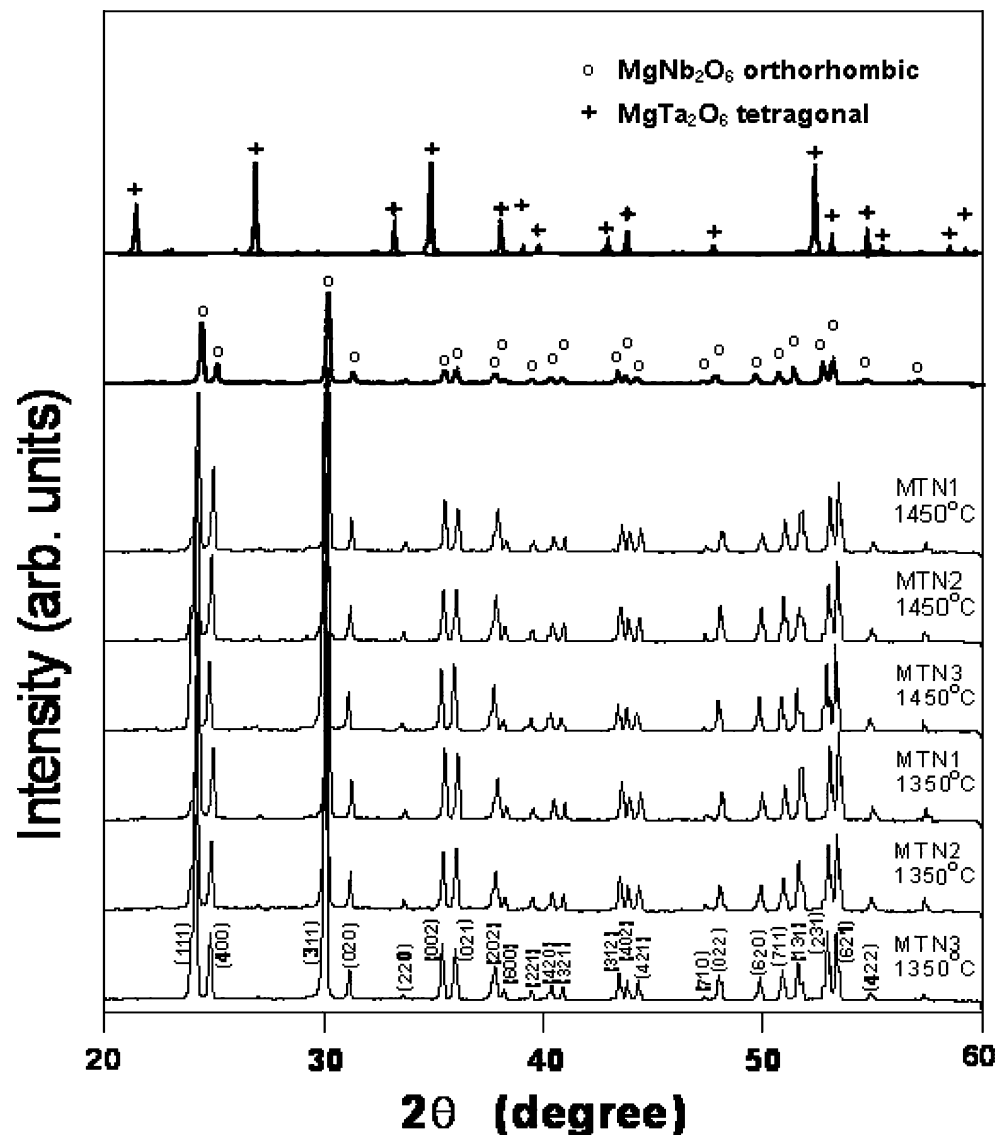 MgNb₂O₆ orthorhombic
MgTa₂O₆ tetragonal
Intensity (arb. units)
MTN1
1450°C
MTN2
1450°C
MTN3
1450°C
MTN1
1350°C
MTN2
1350°C
MTN3
1350°C
(111)
(400)
(311)
(020)
(220)
(002)
(021)
(202)
(600)
(221)
(420)
(321)
(312)
(402)
(421)
(710)
(022)
(620)
(711)
(131)
(231)
(621)
(422)
20 30 40 50 60
2θ (degree)